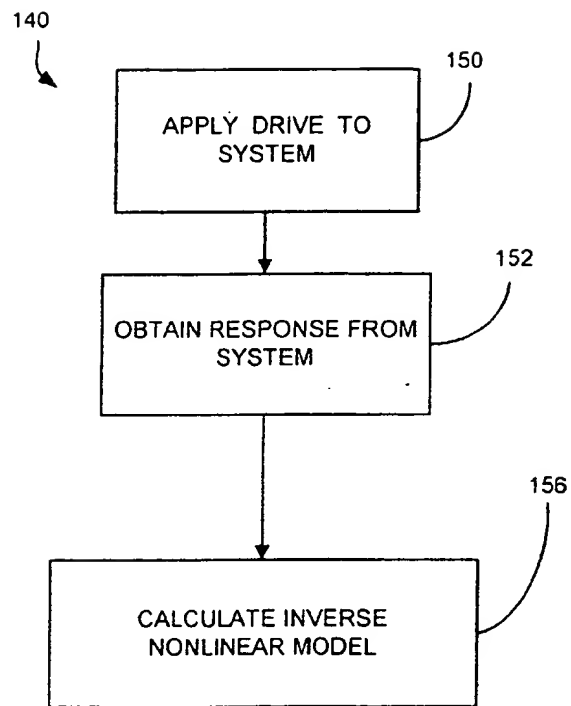 140
150
APPLY DRIVE TO
SYSTEM
152
OBTAIN RESPONSE FROM
SYSTEM
156
CALCULATE INVERSE
NONLINEAR MODEL